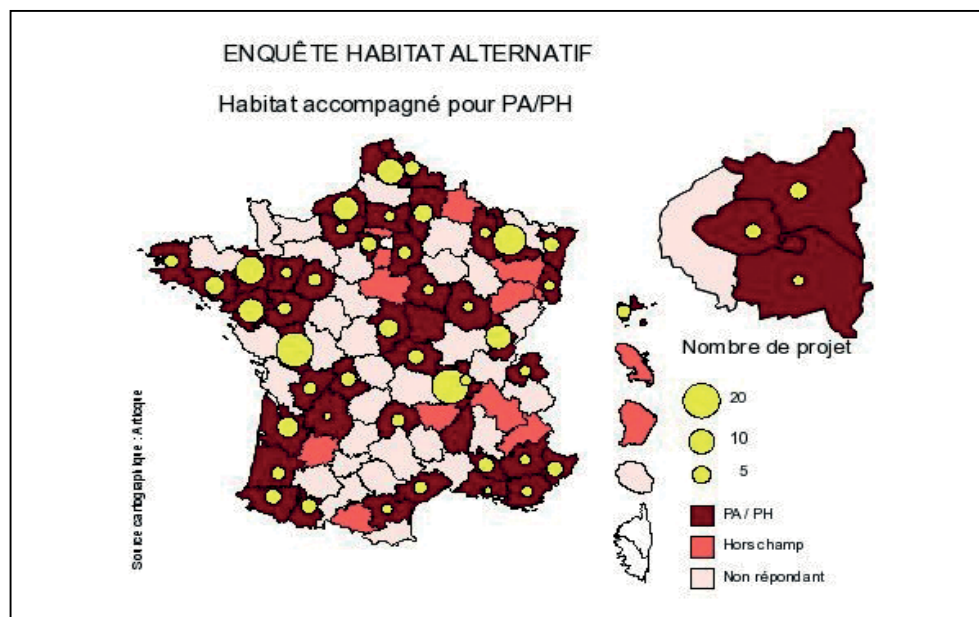 ENQUÊTE HABITAT ALTERNATIF
Habitat accompagné pour PA/PH
Nombre de projet
20
10
5
PA / PH
Hors champ
Non répondant
Source cartographique : Articque